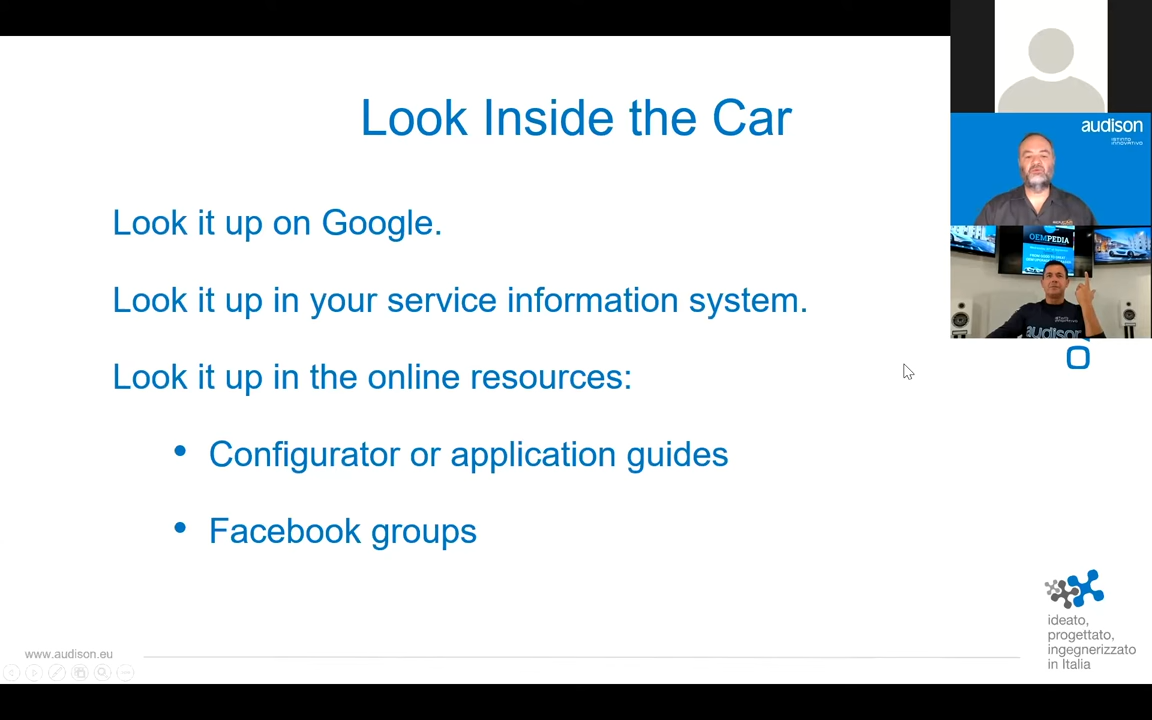 Look Inside the Car
Look it up on Google.
Look it up in your service information system.
Look it up in the online resources:
• Configurator or application guides
• Facebook groups
audison
OEMPEDIA
audison
ideato,
progettato,
ingegnerizzato
in Italia
www.audison.eu